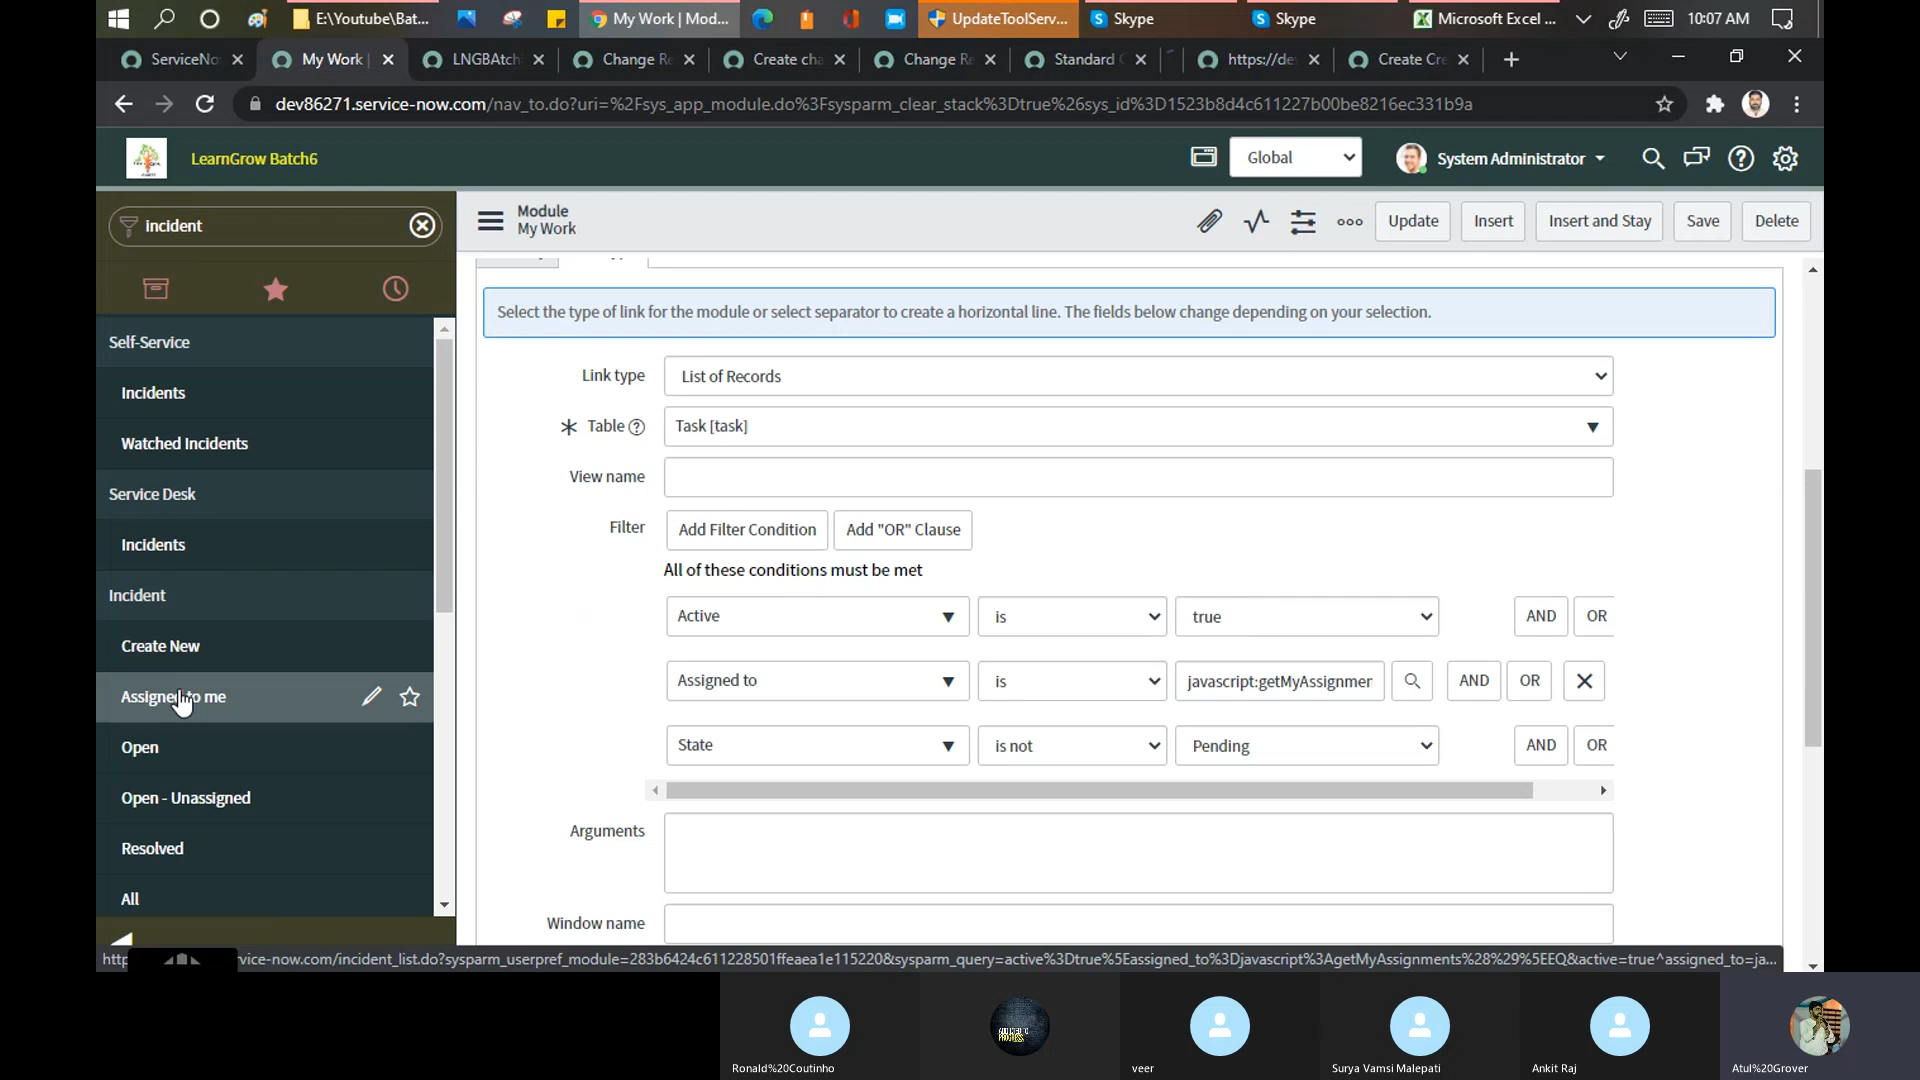 E:\Youtube\Bat...
My Work | Mod...
UpdateToolServ...
Skype
Skype
Microsoft Excel ...
10:07 AM
ServiceNo
My Work |
LNGBAtch
Change Re
Create cha
Change Re
Standard C
https://de
Create Cre
dev86271.service-now.com/nav_to.do?uri=%2Fsys_app_module.do%3Fsysparm_clear_stack%3Dtrue%26sys_id%3D1523b8d4c611227b00be8216ec331b9a
LearnGrow Batch6
Global
System Administrator
incident
Module
My Work
Update
Insert
Insert and Stay
Save
Delete
Self-Service
Incidents
Watched Incidents
Service Desk
Incidents
Incident
Create New
Assigned to me
Open
Open - Unassigned
Resolved
All
Select the type of link for the module or select separator to create a horizontal line. The fields below change depending on your selection.
Link type
List of Records
Table
Task [task]
View name
Filter
Add Filter Condition
Add "OR" Clause
All of these conditions must be met
Active
is
true
AND
OR
Assigned to
is
javascript:getMyAssignmer
AND
OR
State
is not
Pending
AND
OR
Arguments
Window name
http
vice-now.com/incident_list.do?sysparm_userpref_module=283b6424c611228501ffeaea1e115220&sysparm_query=active%3Dtrue%5Eassigned_to%3Djavascript%3AgetMyAssignments%28%29%5EEQ&active=true^assigned_to=ja...
Ronald%20Coutinho
veer
Surya Vamsi Malepati
Ankit Raj
Atul%20Grover